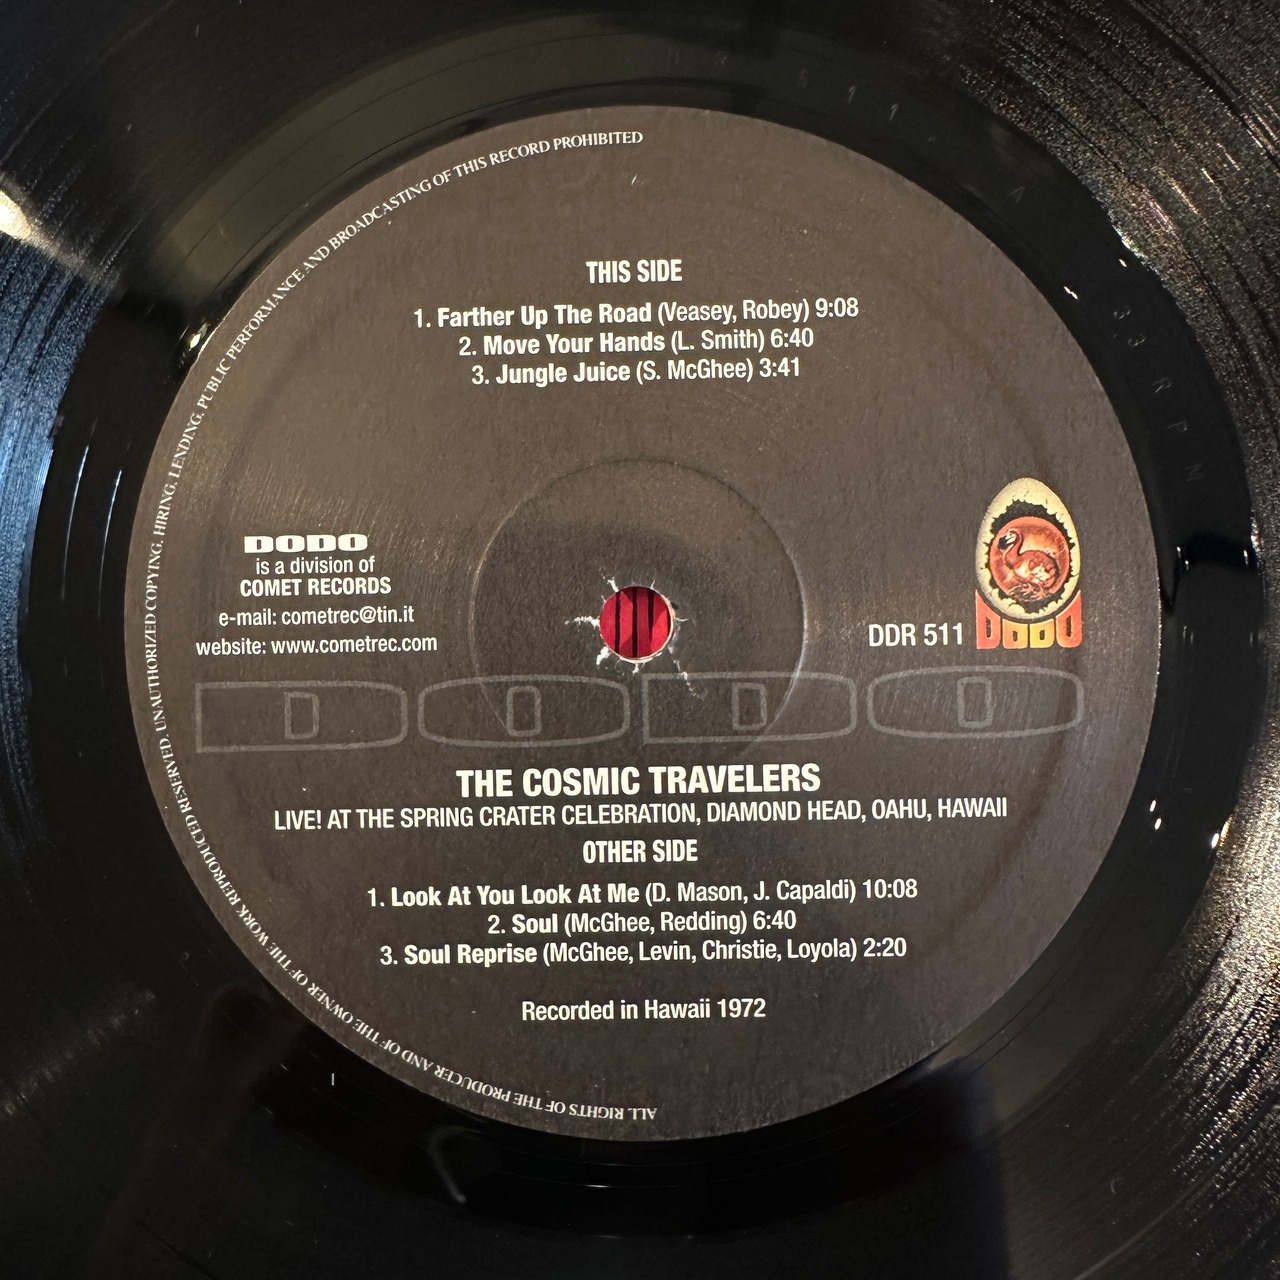 ALL RIGHTS OF THE PRODUCER AND OF THE OWNER OF THE WORK REPRODUCED RESERVED. UNAUTHORIZED COPYING. HIRING. LENDING. PUBLIC PERFORMANCE AND BROADCASTING OF THIS RECORD PROHIBITED
THIS SIDE
1. Farther Up The Road (Veasey, Robey) 9:08
2. Move Your Hands (L. Smith) 6:40
3. Jungle Juice (S. McGhee) 3:41
DODO
is a division of
COMET RECORDS
e-mail: cometrec@tin.it
website: www.cometrec.com
DDR 511
DODO
DODO
THE COSMIC TRAVELERS
LIVE! AT THE SPRING CRATER CELEBRATION, DIAMOND HEAD, OAHU, HAWAII
OTHER SIDE
1. Look At You Look At Me (D. Mason, J. Capaldi) 10:08
2. Soul (McGhee, Redding) 6:40
3. Soul Reprise (McGhee, Levin, Christie, Loyola) 2:20
Recorded in Hawaii 1972
511 A 33 RPM